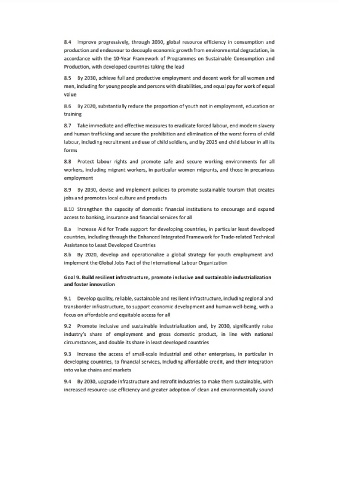 8.4 Improve progressively, through 2030, global resource efficiency in consumption and
production and endeavour to decouple economic growth from environmental degradation, in
accordance with the 10-Year Framework of Programmes on Sustainable Consumption and
Production, with developed countries taking the lead
8.5 By 2030, achieve full and productive employment and decent work for all women and
men, including for young people and persons with disabilities, and equal pay for work of equal
value
8.6 By 2020, substantially reduce the proportion of youth not in employment, education or
training
8.7 Take immediate and effective measures to eradicate forced labour, end modern slavery
and human trafficking and secure the prohibition and elimination of the worst forms of child
labour, including recruitment and use of child soldiers, and by 2025 end child labour in all its
forms
8.8 Protect labour rights and promote safe and secure working environments for all
workers, including migrant workers, in particular women migrants, and those in precarious
employment
8.9 By 2030, devise and implement policies to promote sustainable tourism that creates
jobs and promotes local culture and products
8.10 Strengthen the capacity of domestic financial institutions to encourage and expand
access to banking, insurance and financial services for all
8.a Increase Aid for Trade support for developing countries, in particular least developed
countries, including through the Enhanced Integrated Framework for Trade-related Technical
Assistance to Least Developed Countries
8.b By 2020, develop and operationalize a global strategy for youth employment and
implement the Global Jobs Pact of the International Labour Organization
Goal 9. Build resilient infrastructure, promote inclusive and sustainable industrialization
and foster innovation
9.1 Develop quality, reliable, sustainable and resilient infrastructure, including regional and
transborder infrastructure, to support economic development and human well-being, with a
focus on affordable and equitable access for all
9.2 Promote inclusive and sustainable industrialization and, by 2030, significantly raise
industry's share of employment and gross domestic product, in line with national
circumstances, and double its share in least developed countries
9.3 Increase the access of small-scale industrial and other enterprises, in particular in
developing countries, to financial services, including affordable credit, and their integration
into value chains and markets
9.4 By 2030, upgrade infrastructure and retrofit industries to make them sustainable, with
increased resource-use efficiency and greater adoption of clean and environmentally sound